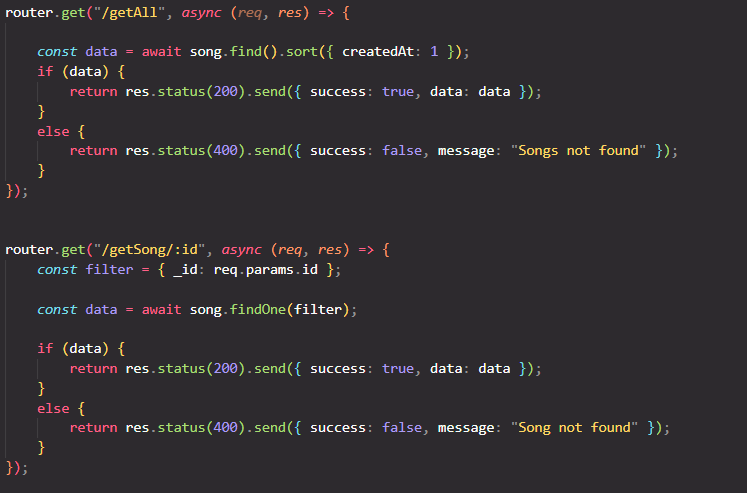 router.get("/getAll", async (req, res) => {
const data = await song.find().sort({ createdAt: 1 });
if (data) {
return res.status(200).send({ success: true, data: data });
}
else {
return res.status(400).send({ success: false, message: "Songs not found" });
}
});
router.get("/getSong/:id", async (req, res) => {
const filter = { _id: req.params.id };
const data = await song.findOne(filter);
if (data) {
return res.status(200).send({ success: true, data: data });
}
else {
return res.status(400).send({ success: false, message: "Song not found" });
}
});